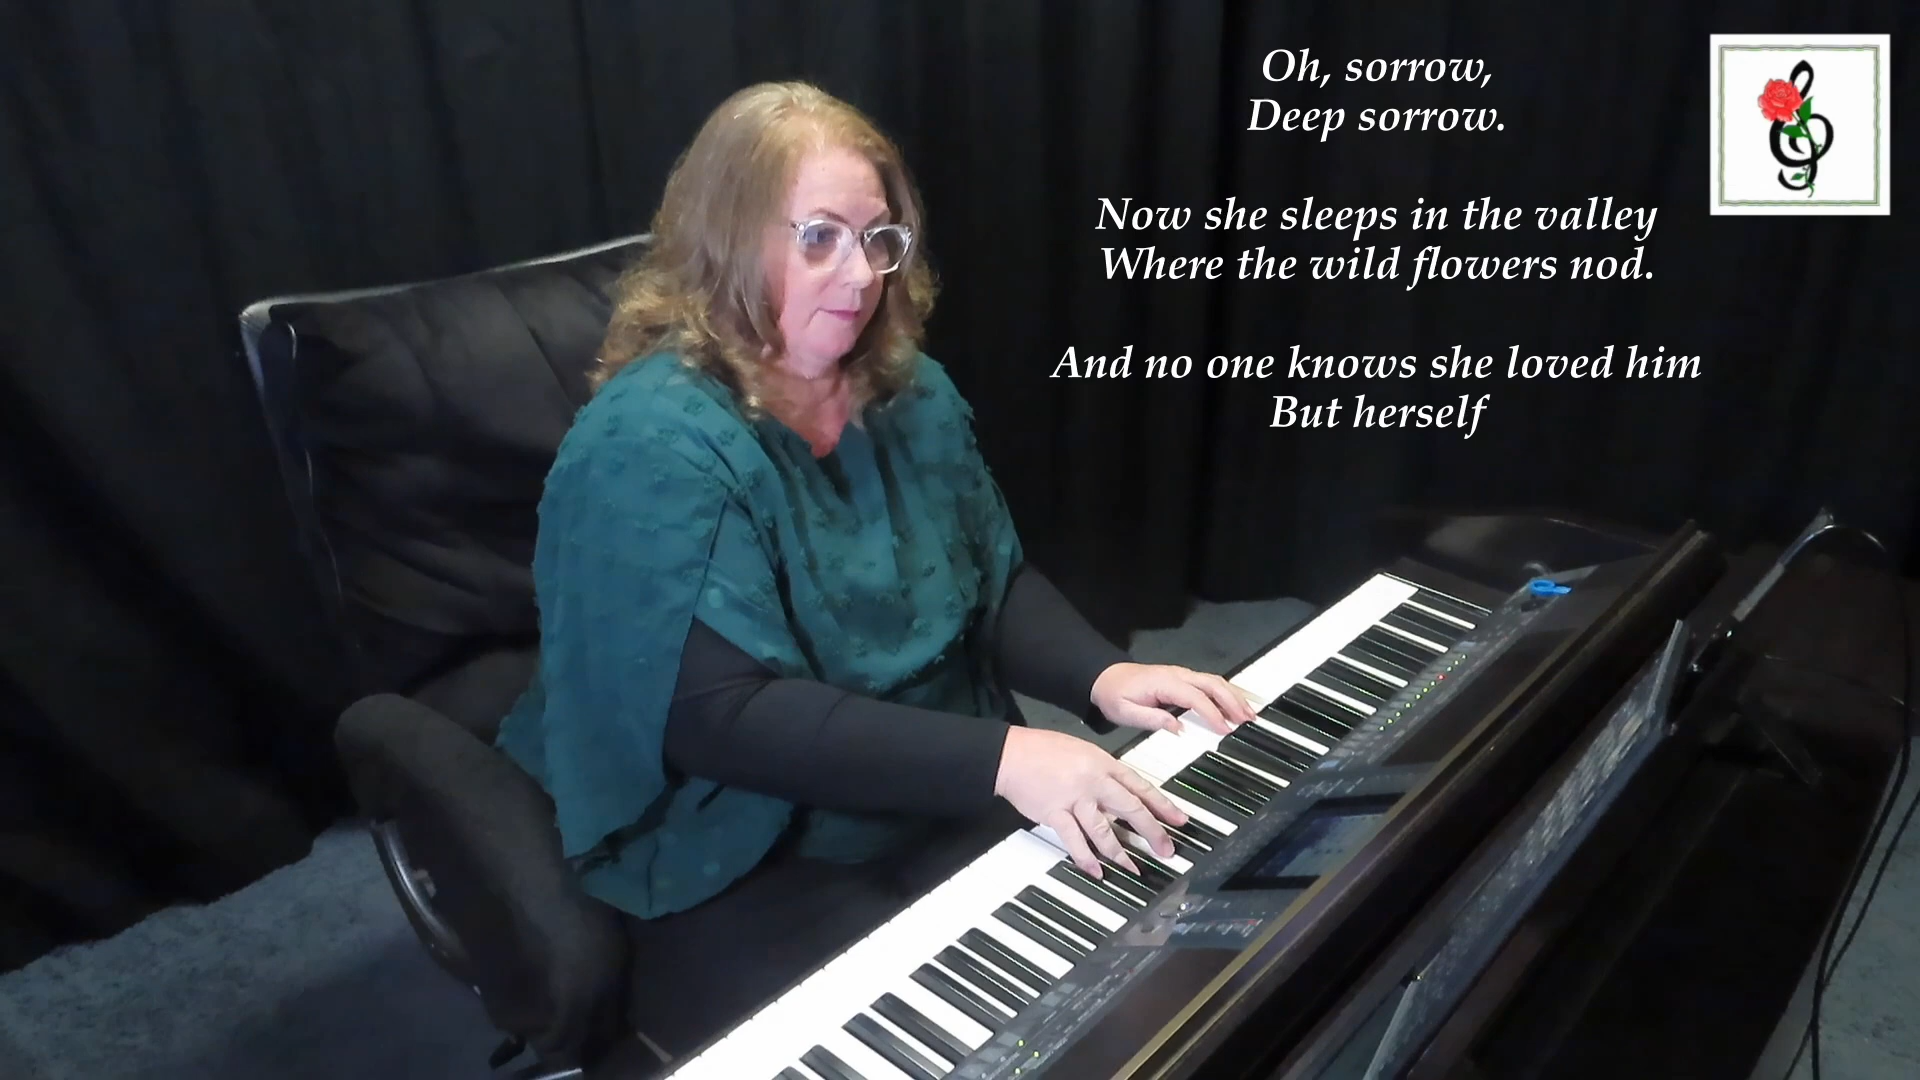 Oh, sorrow,
Deep sorrow.
Now she sleeps in the valley
Where the wild flowers nod.
And no one knows she loved him
But herself